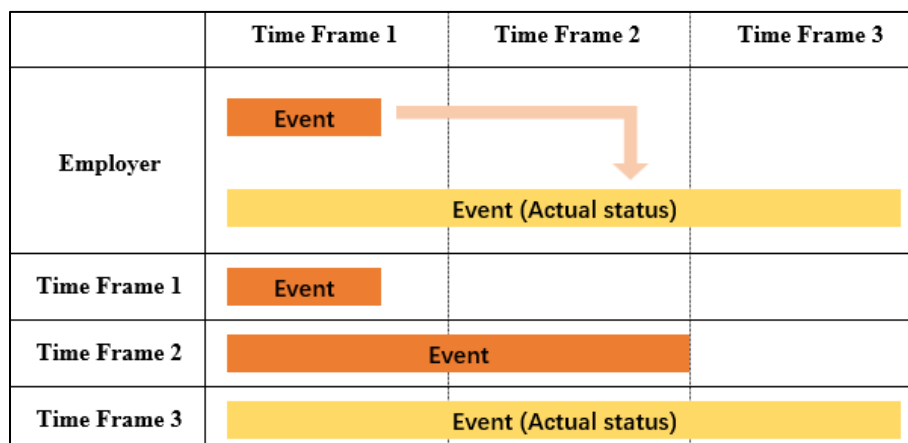 Time Frame 1 Time Frame 2 Time Frame 3
Employer
Event
Event (Actual status)
Time Frame 1 Event
Time Frame 2 Event
Time Frame 3 Event (Actual status)